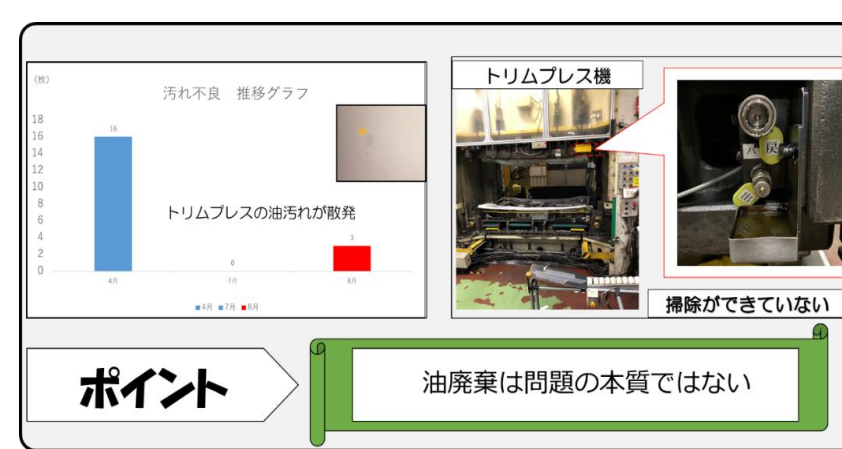 (枚)
汚れ不良 推移グラフ
18
16
14
12
10
8
6
4
2
0
16
0
3
4月
7月
8月
トリムプレスの油汚れが散発
■4月 ■7月 ■8月
トリムプレス機
戻
出
掃除ができていない
ポイント
油廃棄は問題の本質ではない